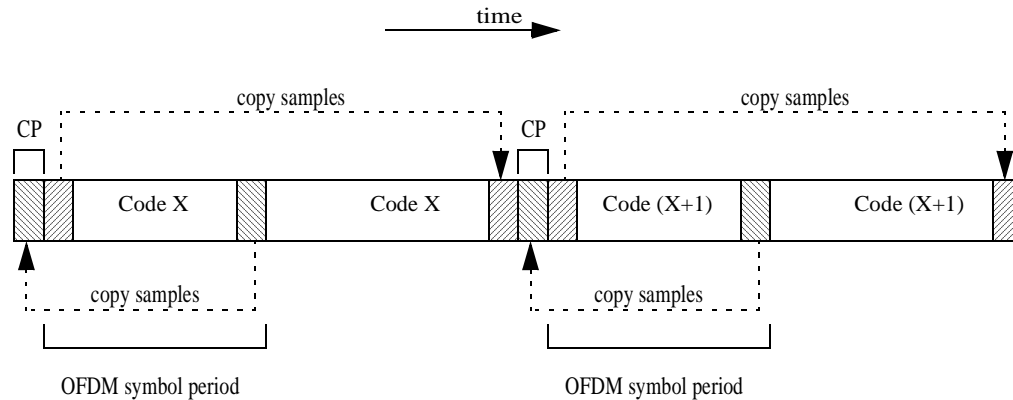 time
copy samples
copy samples
CP
CP
Code X
Code X
Code (X+1)
Code (X+1)
copy samples
copy samples
OFDM symbol period
OFDM symbol period